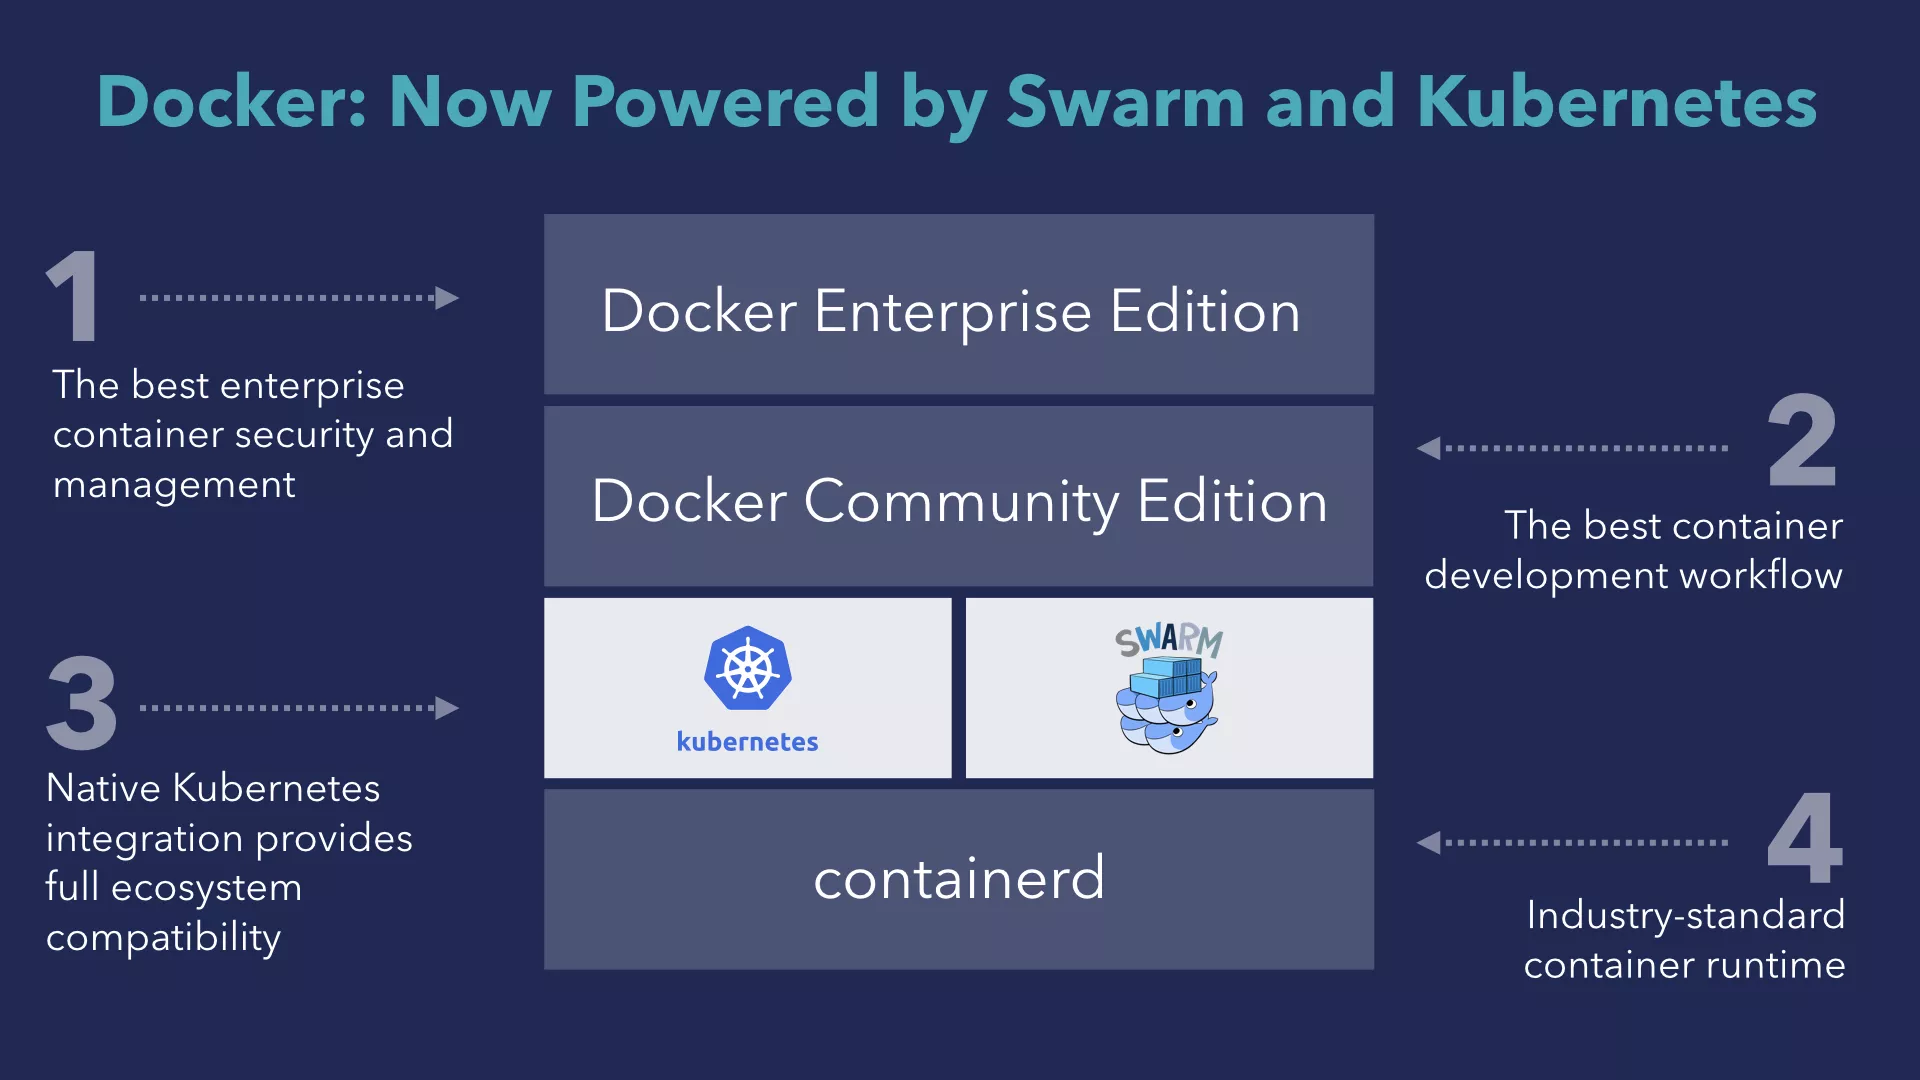 Docker: Now Powered by Swarm and Kubernetes
1
The best enterprise
container security and
management
Docker Enterprise Edition
Docker Community Edition
2
The best container
development workflow
3
Native Kubernetes
integration provides
full ecosystem
compatibility
kubernetes
SWARM
containerd
4
Industry-standard
container runtime